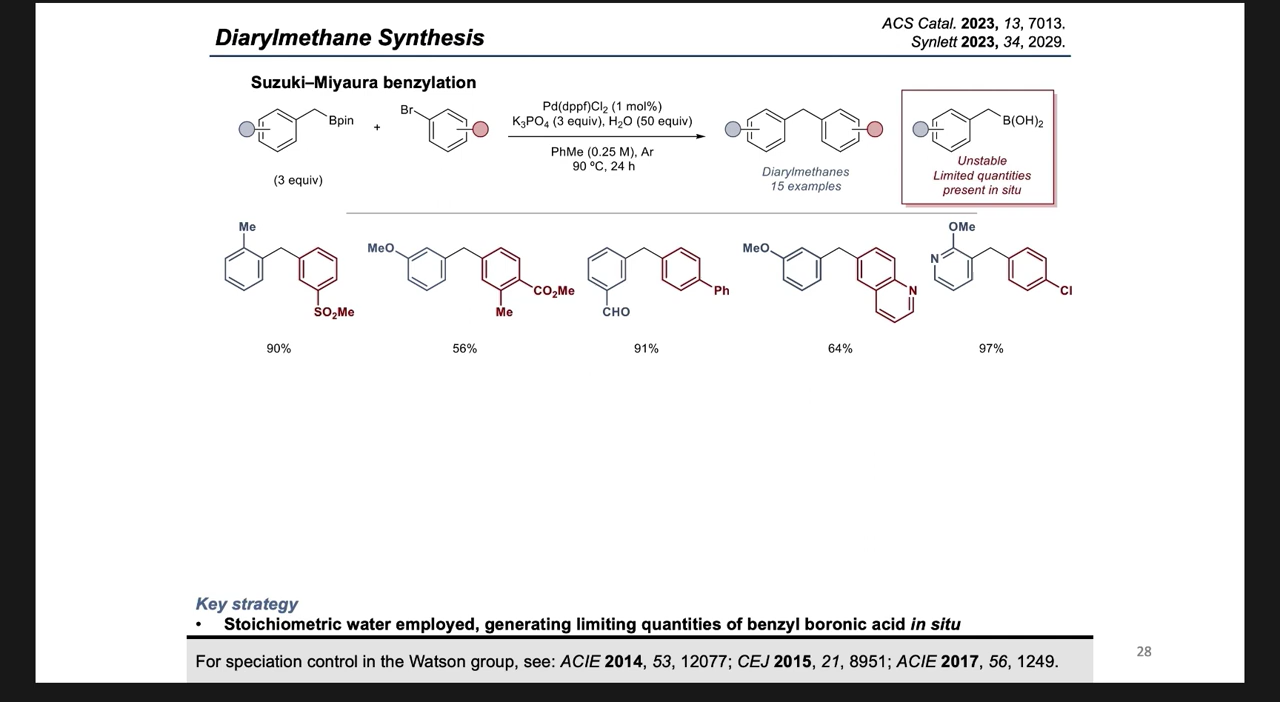 Diarylmethane Synthesis
ACS Catal. 2023, 13, 7013.
Synlett 2023, 34, 2029.
Suzuki–Miyaura benzylation
Bpin
(3 equiv)
+
Br
Pd(dppf)Cl₂ (1 mol%)
K₃PO₄ (3 equiv), H₂O (50 equiv)
PhMe (0.25 M), Ar
90 ºC, 24 h
Diarylmethanes
15 examples
B(OH)₂
Unstable
Limited quantities
present in situ
Me
SO₂Me
90%
MeO
CO₂Me
Me
56%
CHO
Ph
91%
MeO
N
64%
OMe
N
Cl
97%
Key strategy
• Stoichiometric water employed, generating limiting quantities of benzyl boronic acid in situ
For speciation control in the Watson group, see: ACIE 2014, 53, 12077; CEJ 2015, 21, 8951; ACIE 2017, 56, 1249.
28